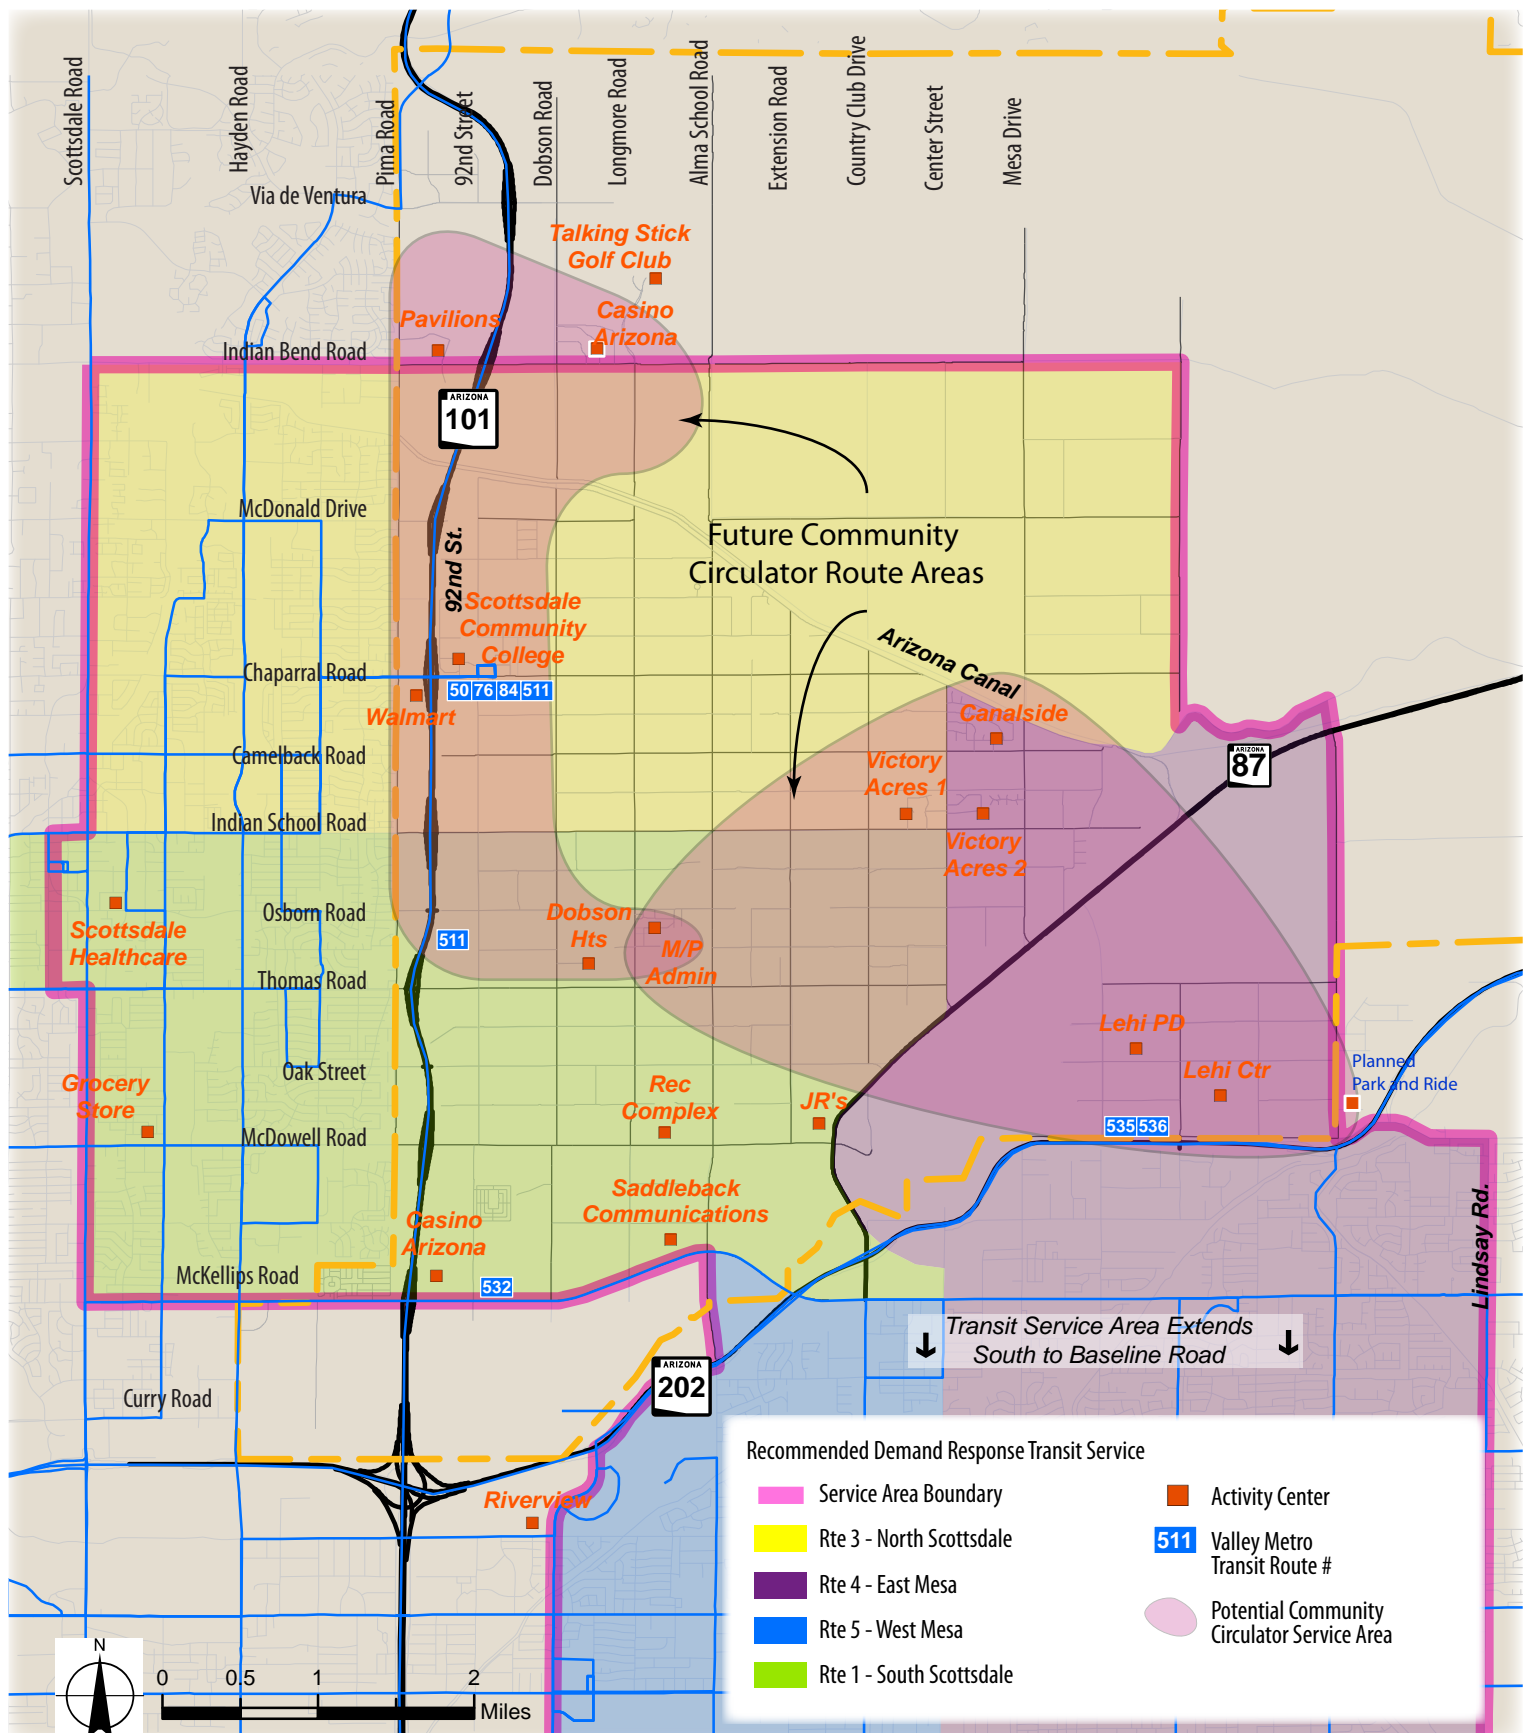 Scottsdale Road
Hayden Road
Pima Road
92nd Street
Dobson Road
Longmore Road
Alma School Road
Extension Road
Country Club Drive
Center Street
Mesa Drive
Via de Ventura
Talking Stick
Golf Club
Pavilions
Casino
Arizona
Indian Bend Road
ARIZONA
101
McDonald Drive
Future Community
Circulator Route Areas
92nd St.
Scottsdale
Community
College
Arizona Canal
Chaparral Road
50 76 84 511
Walmart
Canalside
Camelback Road
Victory
Acres 1
ARIZONA
87
Indian School Road
Victory
Acres 2
Osborn Road
Dobson
Hts
Scottsdale
Healthcare
511
M/P
Admin
Thomas Road
Lehi PD
Oak Street
Grocery
Store
Rec
Complex
JR's
Lehi Ctr
Planned
Park and Ride
McDowell Road
535 536
Saddleback
Communications
Casino
Arizona
Lindsay Rd.
McKellips Road
532
Transit Service Area Extends
South to Baseline Road
ARIZONA
202
Curry Road
Riverview
Recommended Demand Response Transit Service
Service Area Boundary
Rte 3 - North Scottsdale
Rte 4 - East Mesa
Rte 5 - West Mesa
Rte 1 - South Scottsdale
Activity Center
511
Valley Metro
Transit Route #
Potential Community
Circulator Service Area
N
0 0.5 1 2
Miles